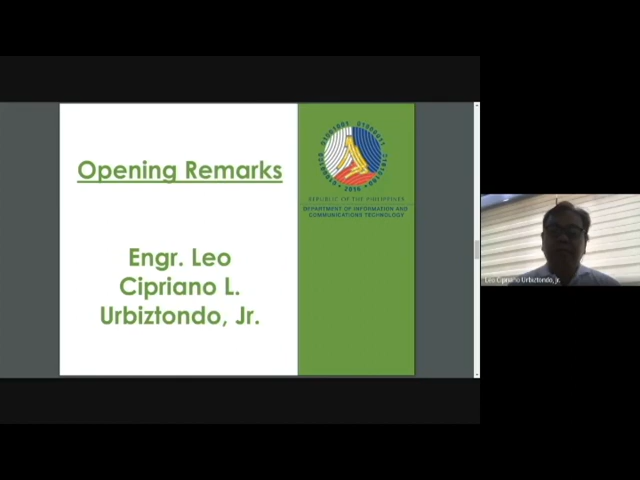 Opening Remarks
Engr. Leo
Cipriano L.
Urbiztondo, Jr.
2016
REPUBLIC OF THE PHILIPPINES
DEPARTMENT OF INFORMATION AND
COMMUNICATIONS TECHNOLOGY
Leo Cipriano Urbiztondo, jr.